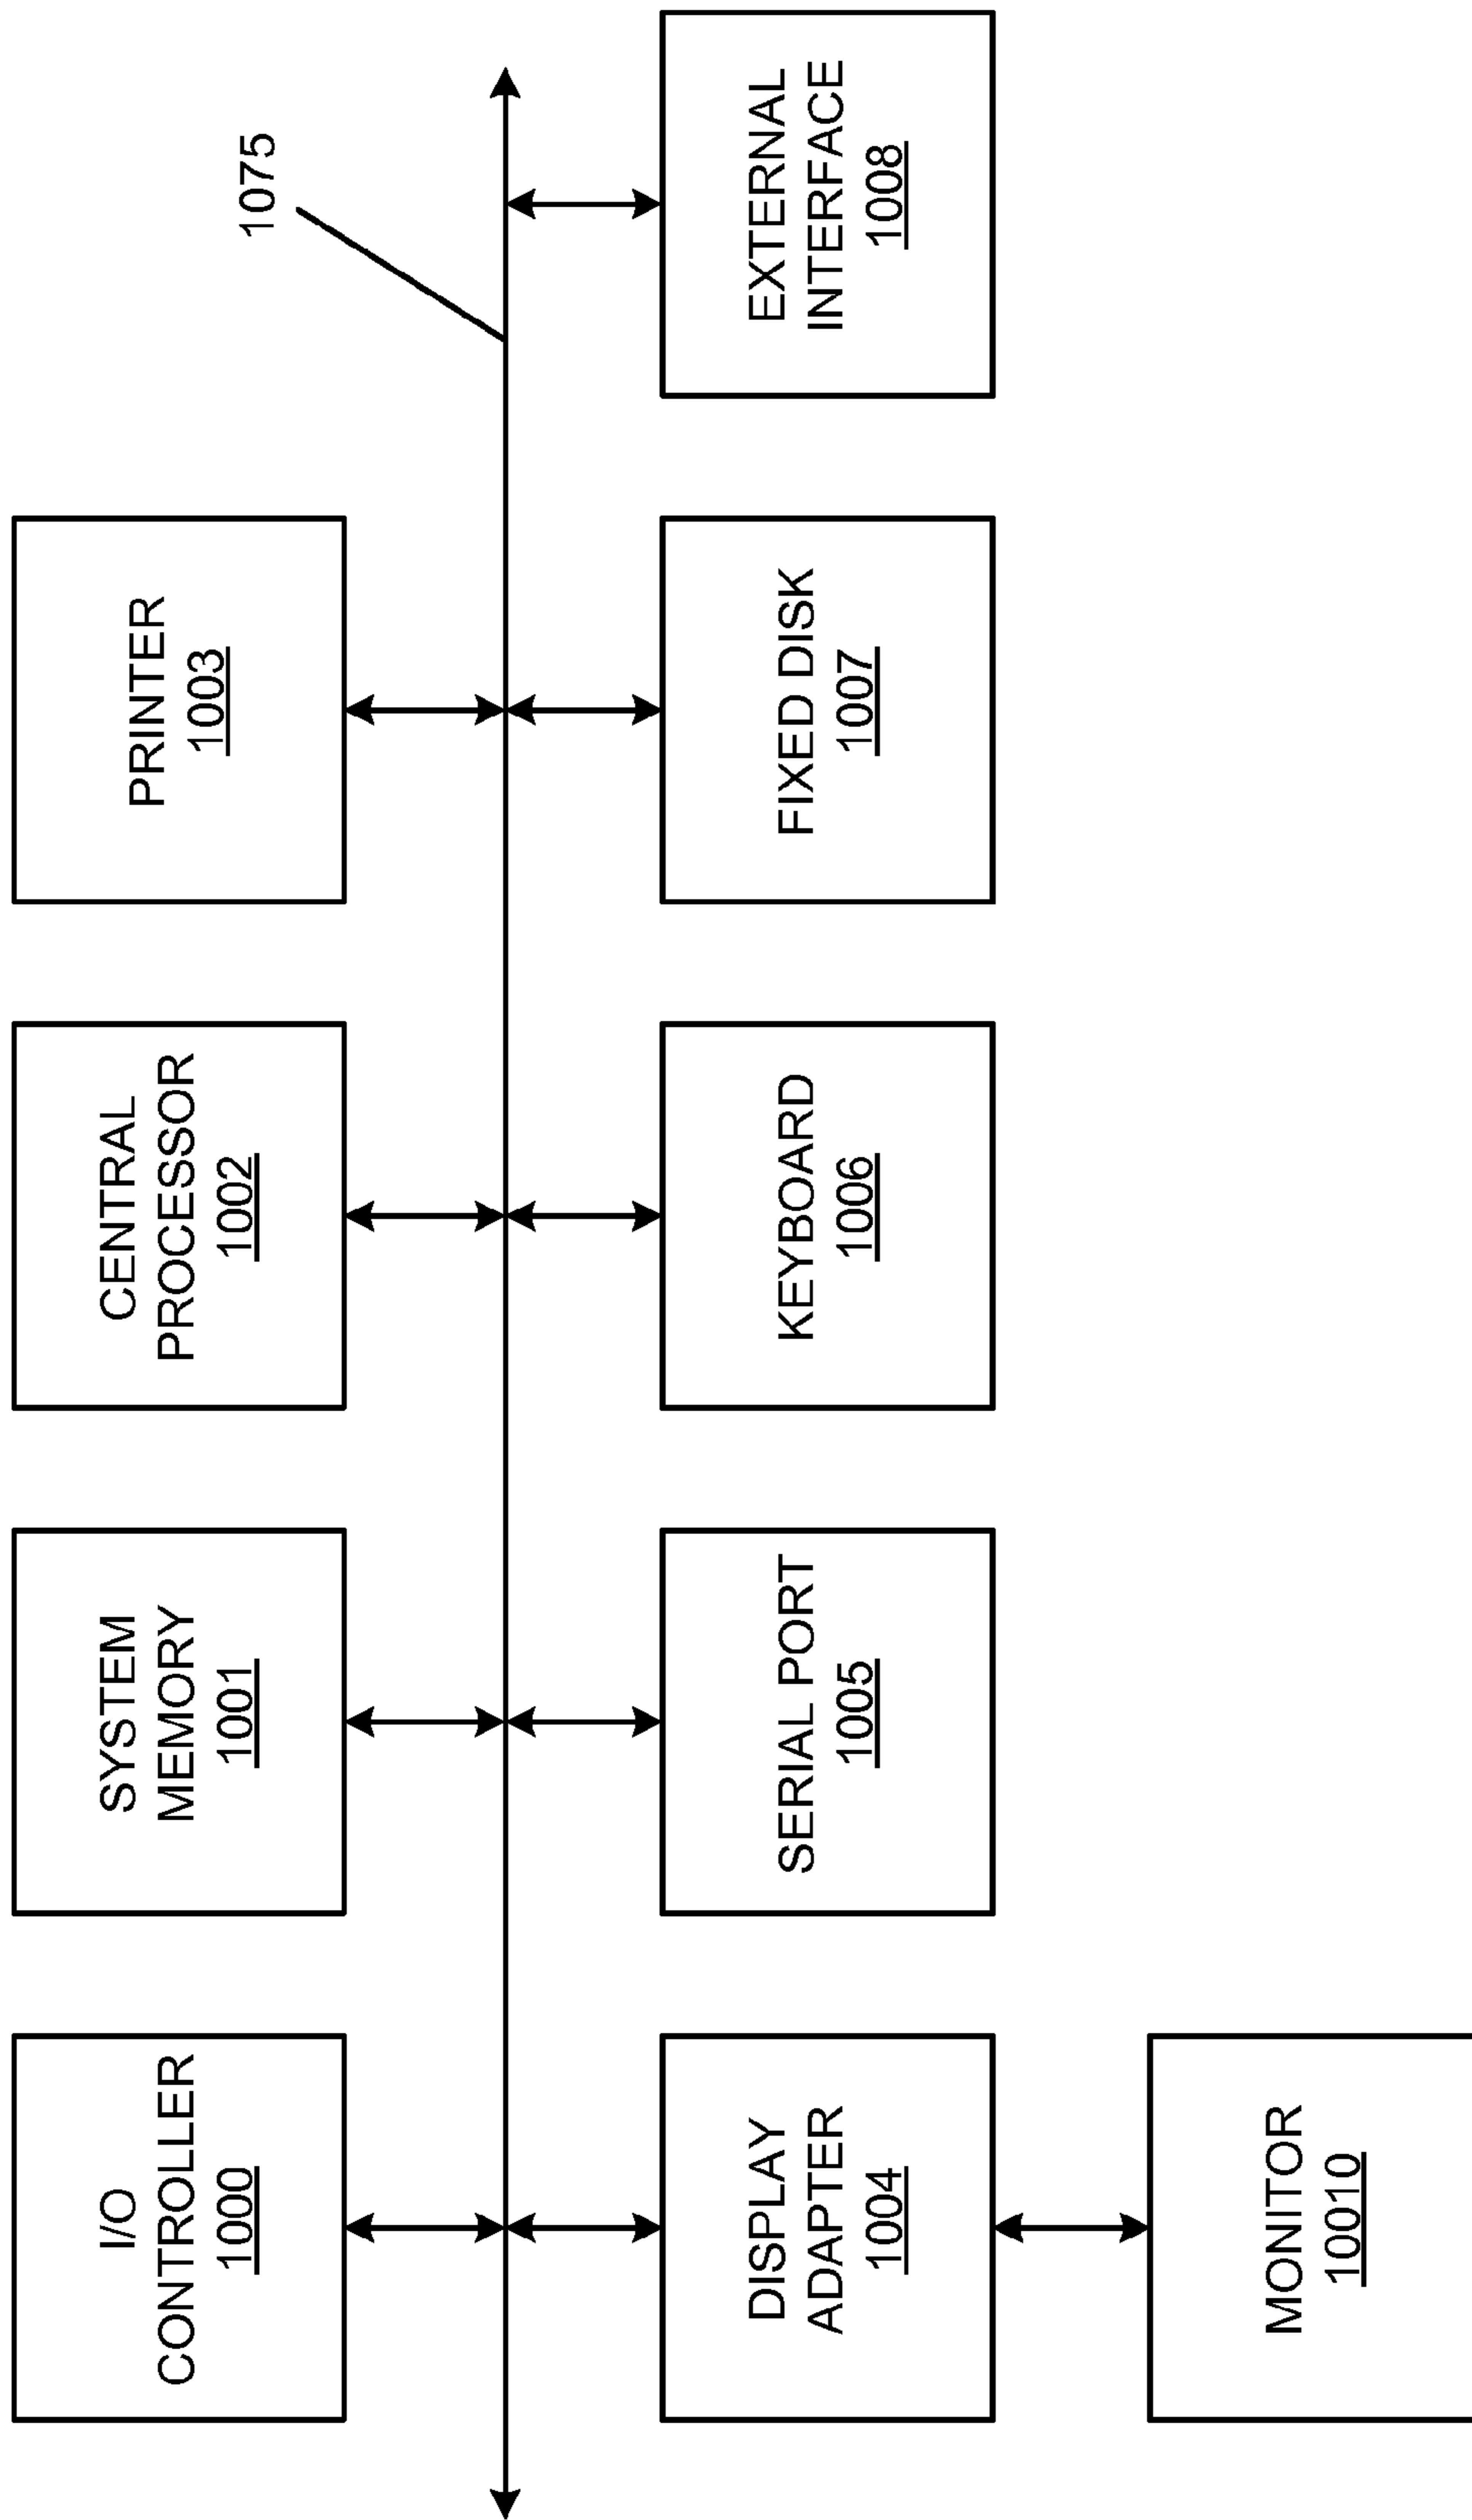 I/O
CONTROLLER
1000
SYSTEM
MEMORY
1001
CENTRAL
PROCESSOR
1002
PRINTER
1003
1075
DISPLAY
ADAPTER
1004
SERIAL PORT
1005
KEYBOARD
1006
FIXED DISK
1007
EXTERNAL
INTERFACE
1008
MONITOR
10010